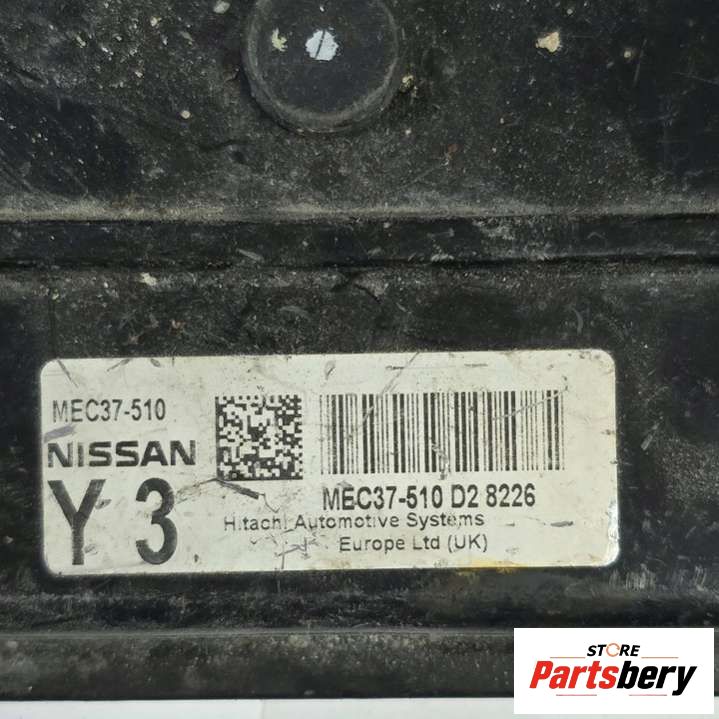 MEC37-510
NISSAN
Y 3
MEC37-510 D2 8226
Hitachi Automotive Systems
Europe Ltd (UK)
STORE
Partsbery